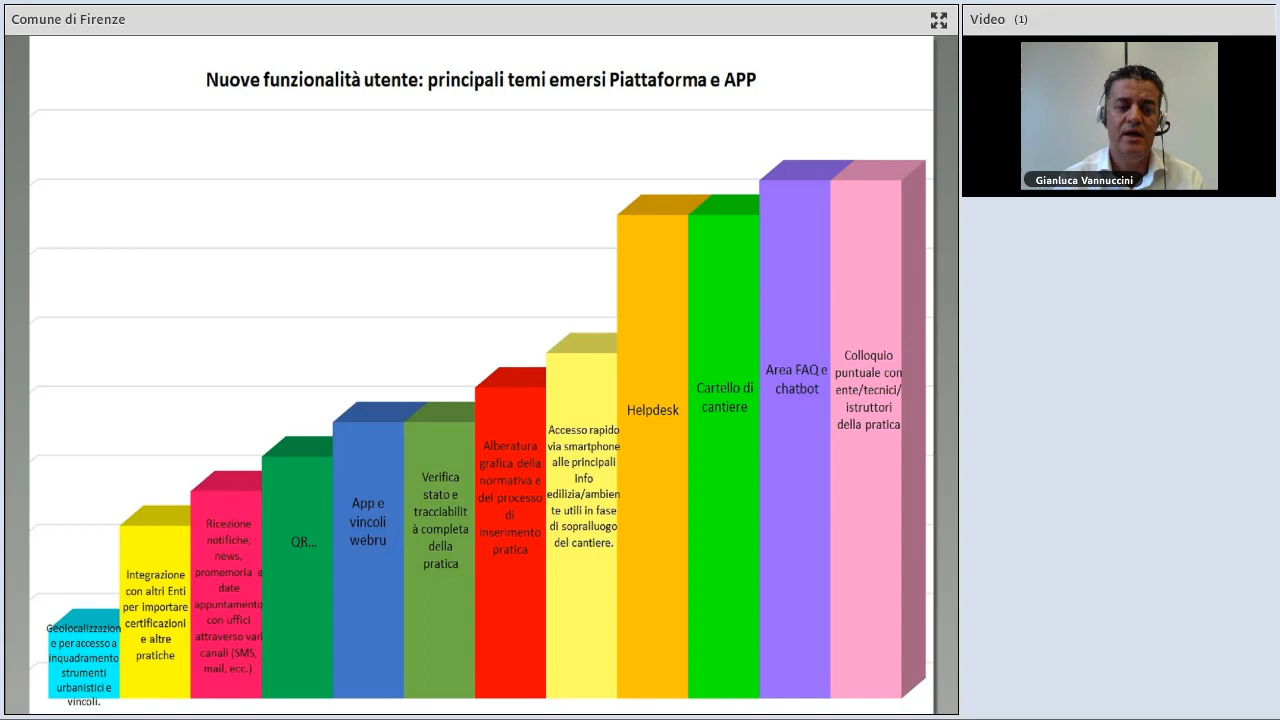 Comune di Firenze
Video (1)
Gianluca Vannuccini
Nuove funzionalità utente: principali temi emersi Piattaforma e APP
Geolocalizzazion
e per accesso a
inquadramento
strumenti
urbanistici e
vincoli.
Integrazione
con altri Enti
per importare
certificazioni
e altre
pratiche
Ricezione
notifiche,
news,
promemoria e
date
appuntamento
con uffici
attraverso vari
canali (SMS,
mail, ecc.)
QR...
App e
vincoli
webru
Verifica
stato e
tracciabilit
à completa
della
pratica
Alberatura
grafica della
normativa e
del processo
di
inserimento
pratica
Accesso rapido
via smartphone
alle principali
info
edilizia/ambien
te utili in fase
di sopralluogo
del cantiere.
Helpdesk
Cartello di
cantiere
Area FAQ e
chatbot
Colloquio
puntuale con
ente/tecnici/
istruttori
della pratica